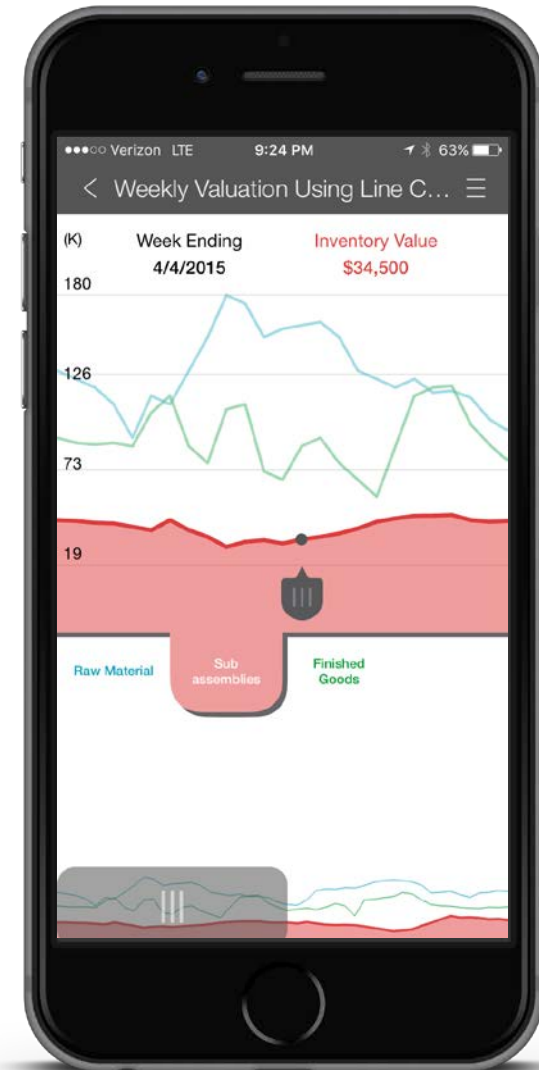 Verizon LTE 9:24 PM 63%
Weekly Valuation Using Line C...
(K) Week Ending Inventory Value
4/4/2015 $34,500
180
126
73
19
Raw Material Sub assemblies Finished Goods